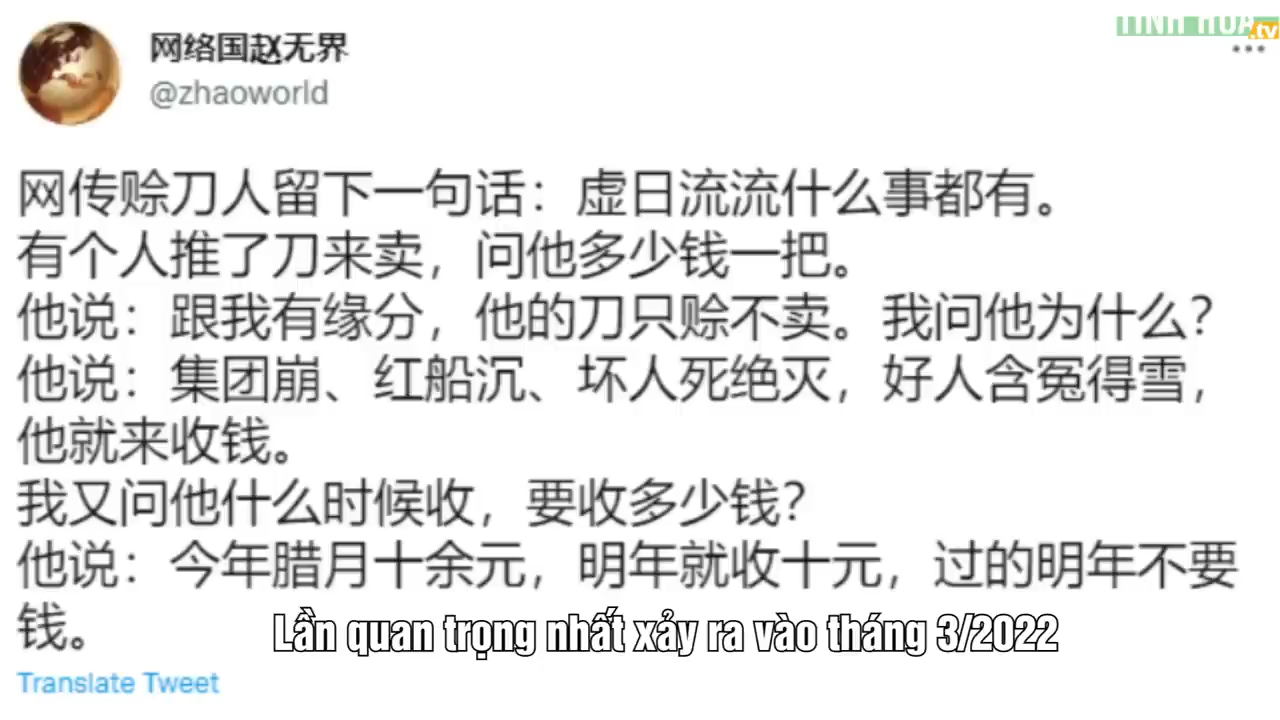 TINH HOA.tv
网络国赵无界
@zhaoworld
网传赊刀人留下一句话：虚日流流什么事都有。
有个人推了刀来卖，问他多少钱一把。
他说：跟我有缘分，他的刀只赊不卖。我问他为什么？
他说：集团崩、红船沉、坏人死绝灭，好人含冤得雪，
他就来收钱。
我又问他什么时候收，要收多少钱？
他说：今年腊月十余元，明年就收十元，过的明年不要
钱。
Lần quan trọng nhất xảy ra vào tháng 3/2022
Translate Tweet